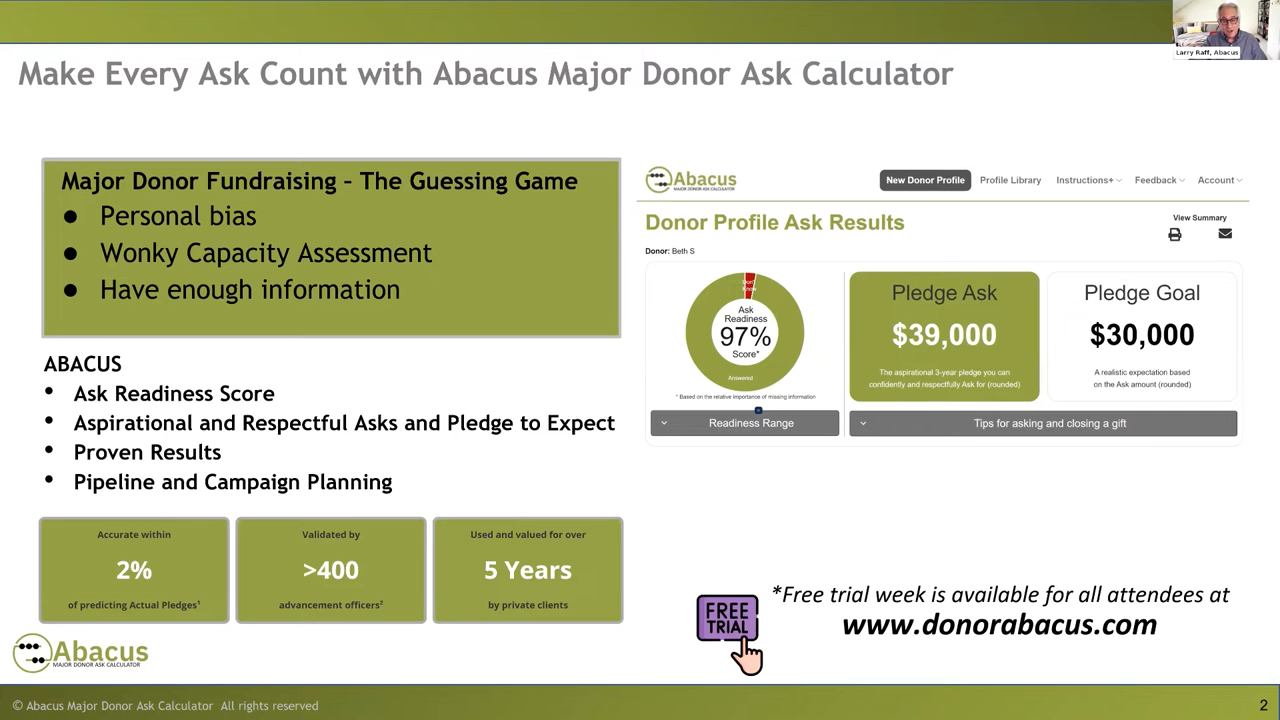 Larry Raff, Abacus
Make Every Ask Count with Abacus Major Donor Ask Calculator
Major Donor Fundraising – The Guessing Game
● Personal bias
● Wonky Capacity Assessment
● Have enough information
ABACUS
• Ask Readiness Score
• Aspirational and Respectful Asks and Pledge to Expect
• Proven Results
• Pipeline and Campaign Planning
Accurate within
2%
of predicting Actual Pledges¹
Validated by
>400
advancement officers²
Used and valued for over
5 Years
by private clients
Abacus
MAJOR DONOR ASK CALCULATOR
Abacus
MAJOR DONOR ASK CALCULATOR
New Donor Profile Profile Library Instructions+ Feedback Account
Donor Profile Ask Results
View Summary
Donor: Beth S
Don't
Know
Ask
Readiness
97%
Score*
Answered
* Based on the relative importance of missing information
Readiness Range
Pledge Ask
$39,000
The aspirational 3-year pledge you can
confidently and respectfully Ask for (rounded)
Pledge Goal
$30,000
A realistic expectation based
on the Ask amount (rounded)
Tips for asking and closing a gift
FREE
TRIAL
*Free trial week is available for all attendees at
www.donorabacus.com
© Abacus Major Donor Ask Calculator All rights reserved
2